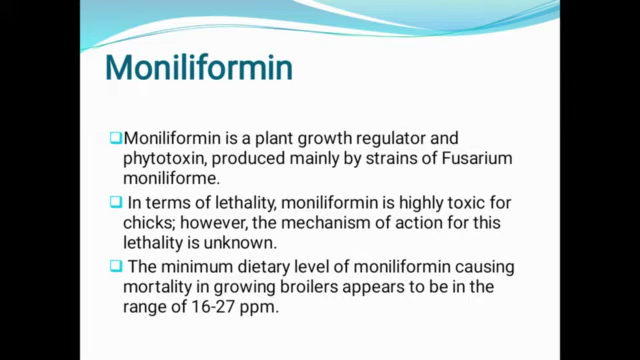 Moniliformin
Moniliformin is a plant growth regulator and
phytotoxin, produced mainly by strains of Fusarium
moniliforme.
In terms of lethality, moniliformin is highly toxic for
chicks; however, the mechanism of action for this
lethality is unknown.
The minimum dietary level of moniliformin causing
mortality in growing broilers appears to be in the
range of 16-27 ppm.